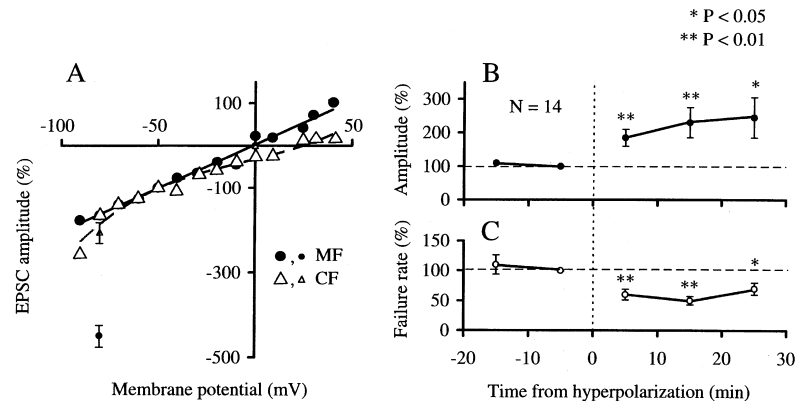 * P < 0.05
** P < 0.01
A
100
-100
-50
50
-100
-300
-500
EPSC amplitude (%)
MF
CF
Membrane potential (mV)
B
N = 14
300
200
100
0
Amplitude (%)
**
**
*
C
150
100
50
0
Failure rate (%)
**
**
*
-20
-10
0
10
20
30
Time from hyperpolarization (min)